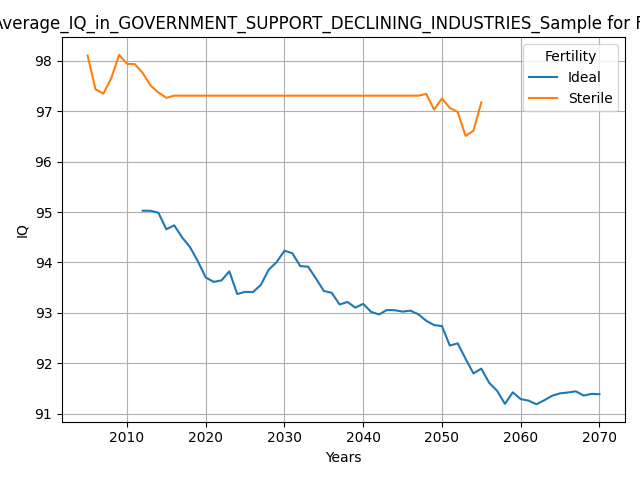 Average_IQ_in_GOVERNMENT_SUPPORT_DECLINING_INDUSTRIES_Sample for
Fertility
Ideal
Sterile
98
97
96
95
94
93
92
91
IQ
2010 2020 2030 2040 2050 2060 2070
Years